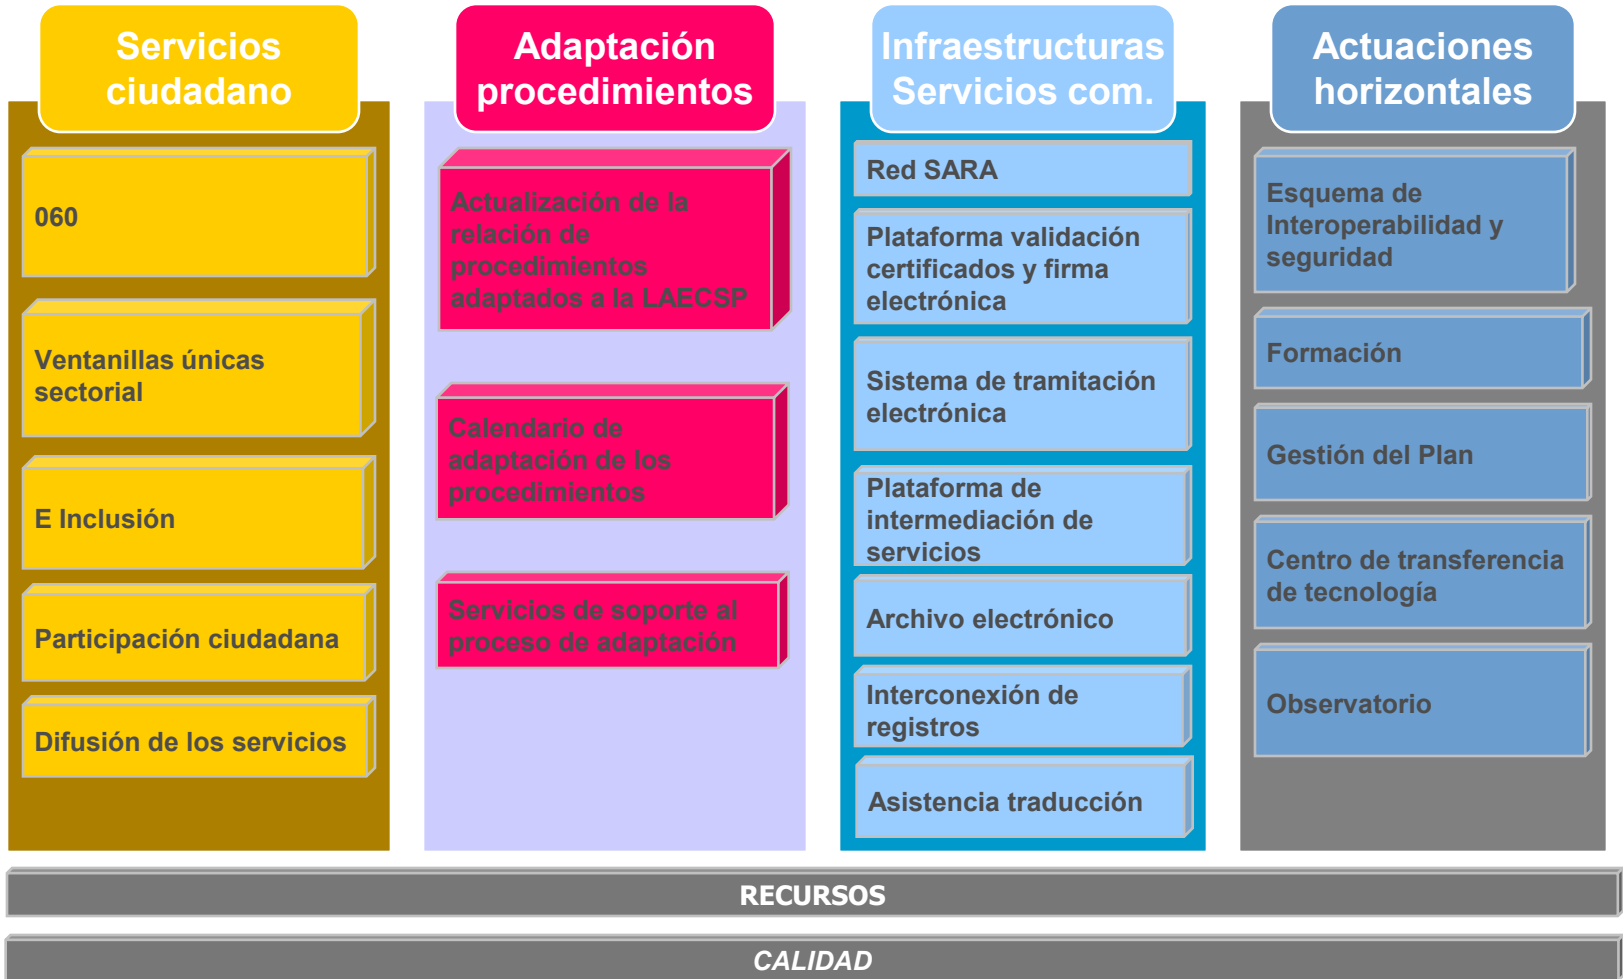 Servicios
ciudadano
060
Ventanillas únicas
sectorial
E Inclusión
Participación ciudadana
Difusión de los servicios
Adaptación
procedimientos
Actualización de la
relación de
procedimientos
adaptados a la LAECSP
Calendario de
adaptación de los
procedimientos
Servicios de soporte al
proceso de adaptación
Infraestructuras
Servicios com.
Red SARA
Plataforma validación
certificados y firma
electrónica
Sistema de tramitación
electrónica
Plataforma de
intermediación de
servicios
Archivo electrónico
Interconexión de
registros
Asistencia traducción
Actuaciones
horizontales
Esquema de
Interoperabilidad y
seguridad
Formación
Gestión del Plan
Centro de transferencia
de tecnología
Observatorio
RECURSOS
CALIDAD